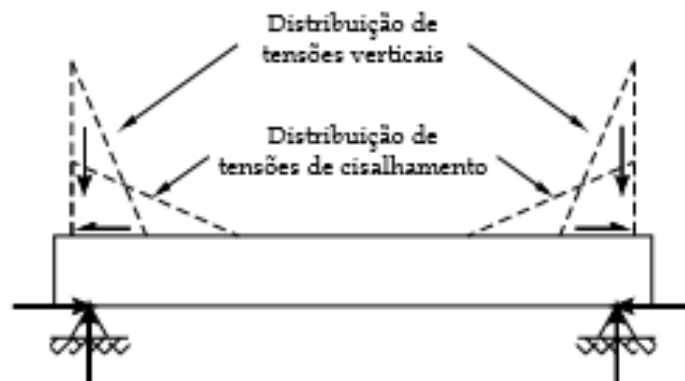 Distribuição de
tensões verticais
Distribuição de
tensões de cisalhamento